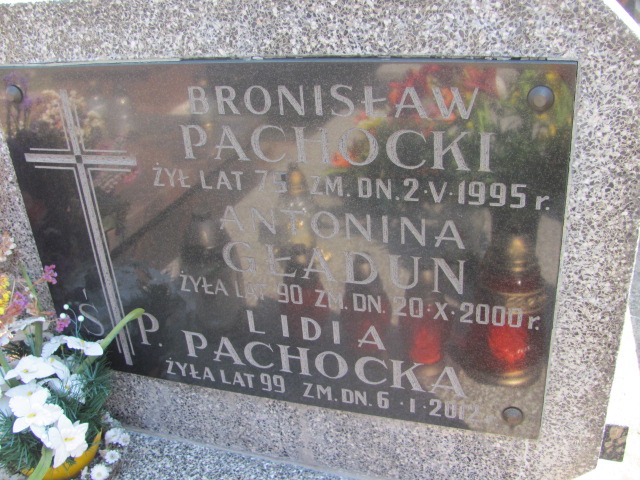 BRONISŁAW
PACHOCKI
ŻYŁ LAT 75 ZM. DN. 2·V·1995 r.
ANTONINA
GŁADUN
ŻYŁA LAT 90 ZM. DN. 20·X·2000 r.
LIDIA
Ś. P. PACHOCKA
ŻYŁA LAT 99 ZM. DN. 6·I·2012